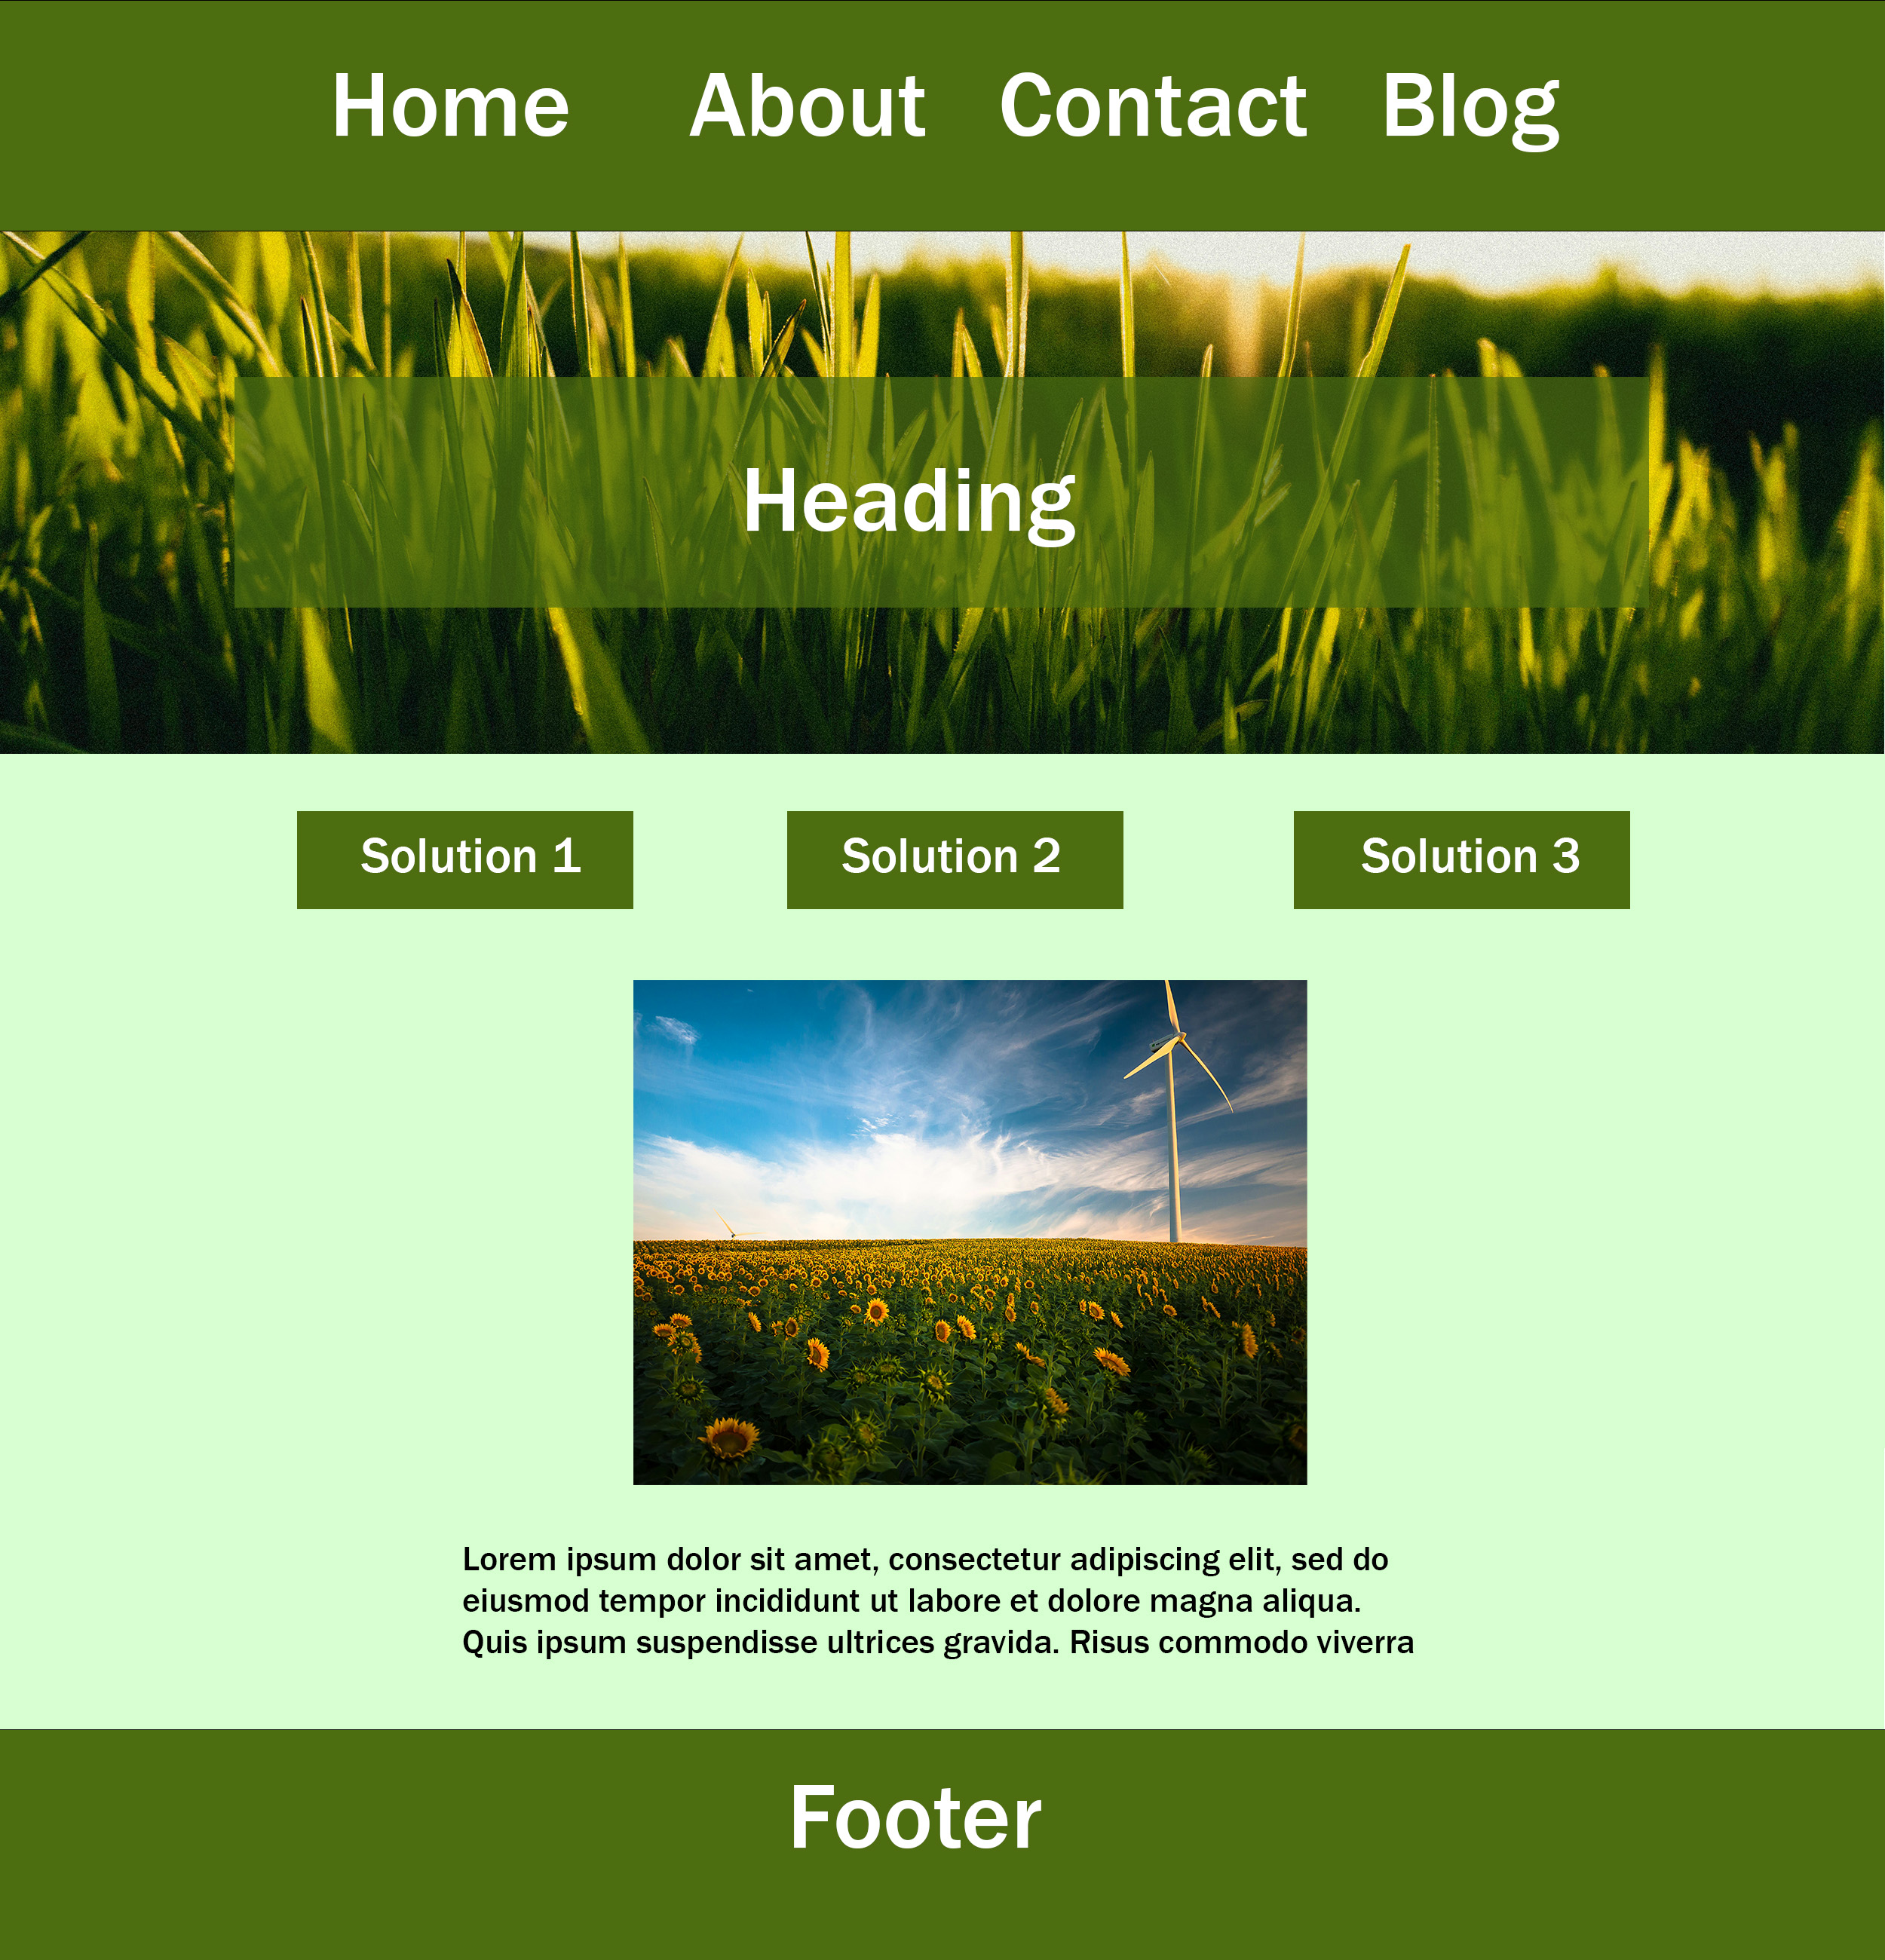 Home About Contact Blog
Heading
Solution 1 Solution 2 Solution 3
Lorem ipsum dolor sit amet, consectetur adipiscing elit, sed do
eiusmod tempor incididunt ut labore et dolore magna aliqua.
Quis ipsum suspendisse ultrices gravida. Risus commodo viverra
Footer